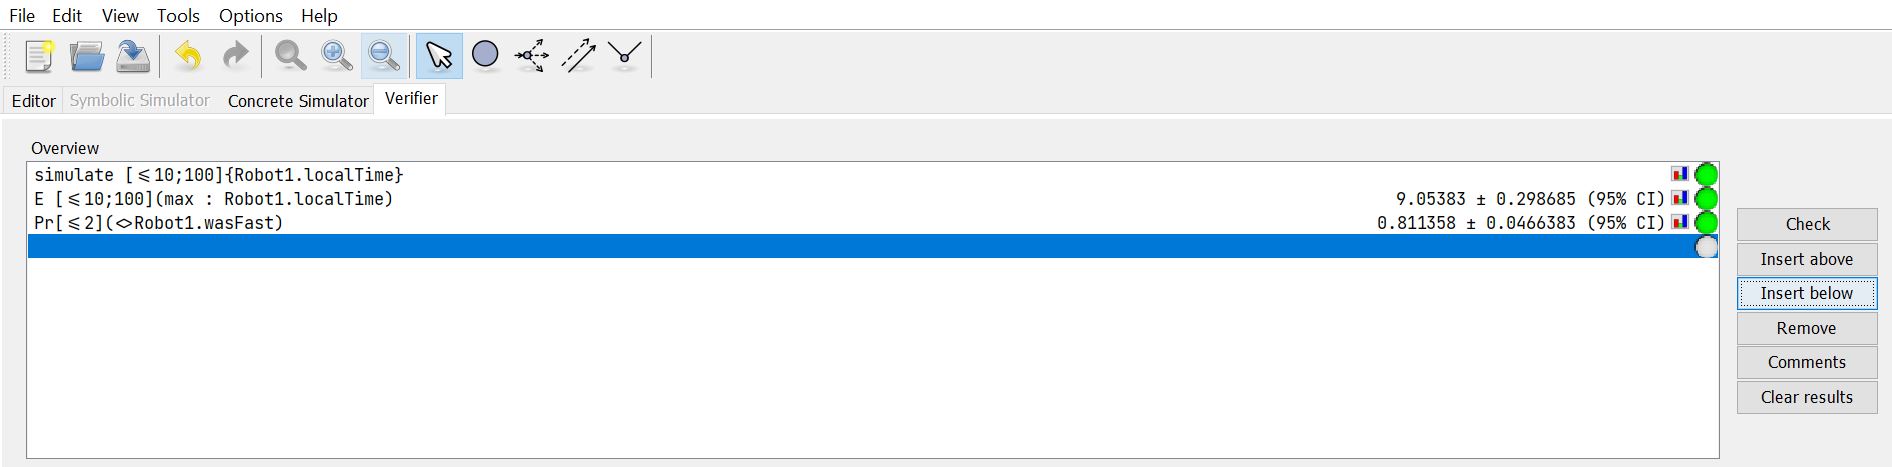 File Edit View Tools Options Help
Editor Symbolic Simulator Concrete Simulator Verifier
Overview
simulate [≤10;100]{Robot1.localTime}
E [≤10;100](max : Robot1.localTime) 9.05383 ± 0.298685 (95% CI)
Pr[≤2](<>Robot1.wasFast) 0.811358 ± 0.0466383 (95% CI)
Check
Insert above
Insert below
Remove
Comments
Clear results